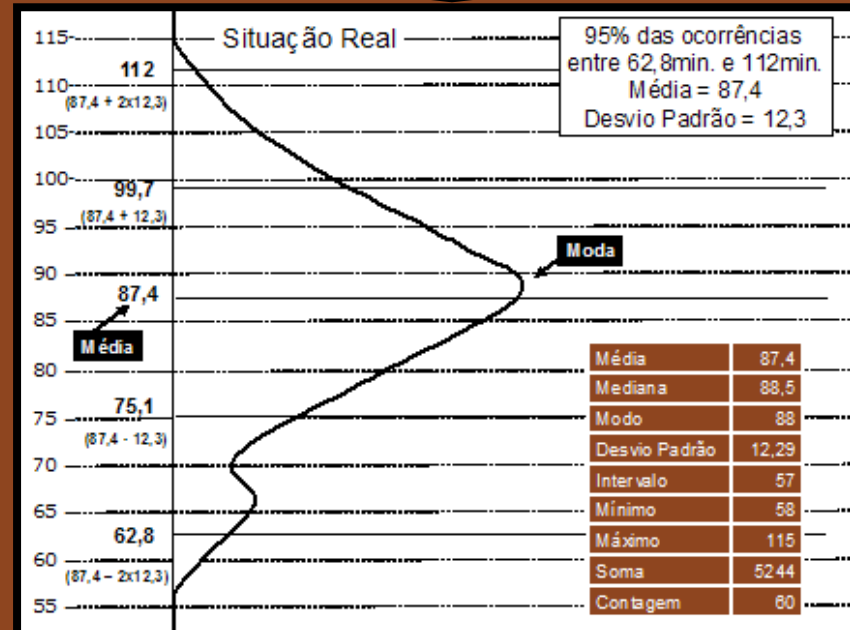 Situação Real
95% das ocorrências
entre 62,8min. e 112min.
Média = 87,4
Desvio Padrão = 12,3
115
112
110
(87,4 + 2x12,3)
105
100
99,7
(87,4 + 12,3)
95
90
Moda
87,4
85
Média
80
75,1
75
(87,4 - 12,3)
70
65
62,8
60
(87,4 – 2x12,3)
55
Média 87,4
Mediana 88,5
Modo 88
Desvio Padrão 12,29
Intervalo 57
Mínimo 58
Máximo 115
Soma 5244
Contagem 60